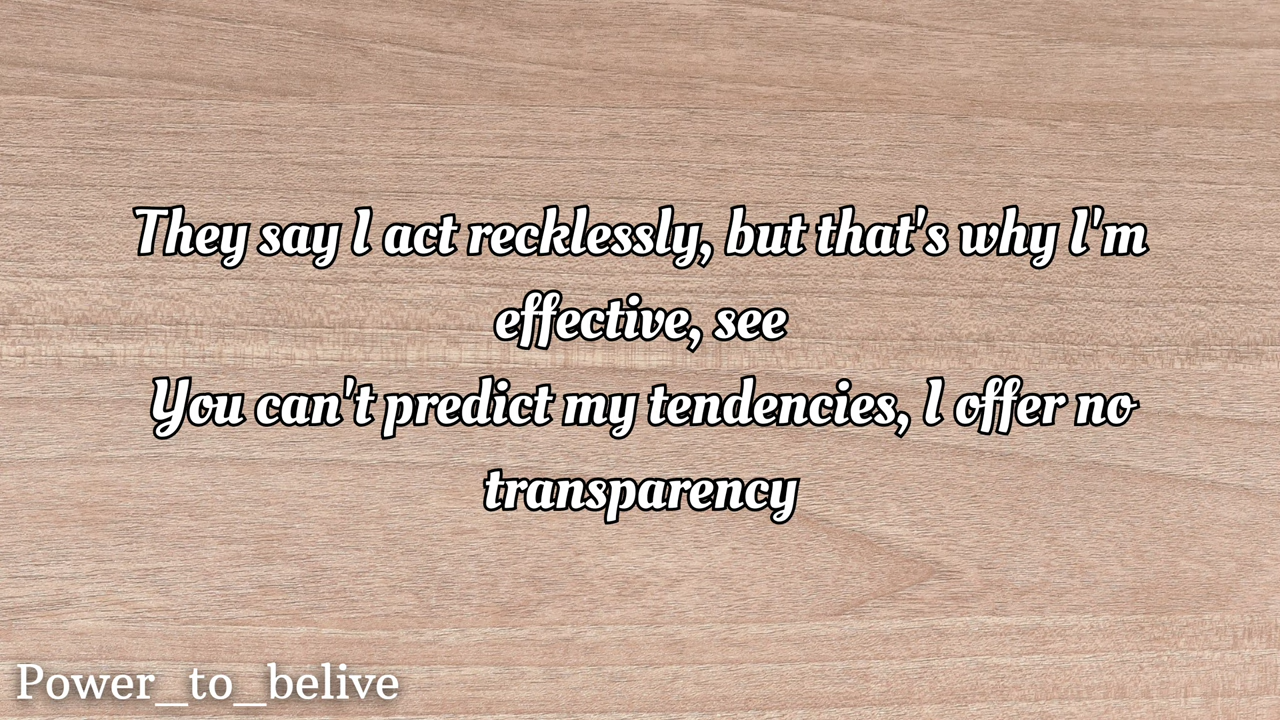 They say I act recklessly, but that's why I'm
effective, see
You can't predict my tendencies, I offer no
transparency
Power_to_belive